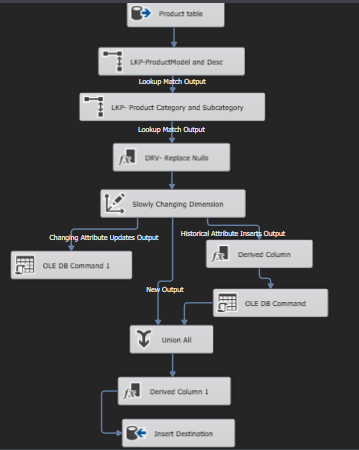 Product table
LKP-ProductModel and Desc
Lookup Match Output
LKP- Product Category and Subcategory
Lookup Match Output
DRV- Replace Nulls
Slowly Changing Dimension
Changing Attribute Updates Output
Historical Attribute Inserts Output
Derived Column
OLE DB Command 1
New Output
OLE DB Command
Union All
Derived Column 1
Insert Destination